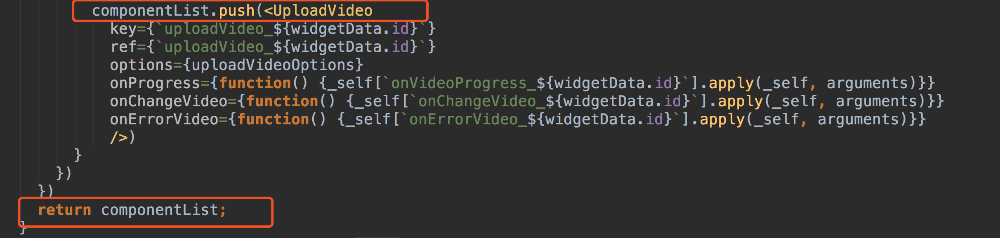 componentList.push(<UploadVideo
key={`uploadVideo_${widgetData.id}`}
ref={`uploadVideo_${widgetData.id}`}
options={uploadVideoOptions}
onProgress={function() {_self[`onVideoProgress_${widgetData.id}`].apply(_self, arguments)}}
onChangeVideo={function() {_self[`onChangeVideo_${widgetData.id}`].apply(_self, arguments)}}
onErrorVideo={function() {_self[`onErrorVideo_${widgetData.id}`].apply(_self, arguments)}}
/>)
}
})
})
return componentList;
}